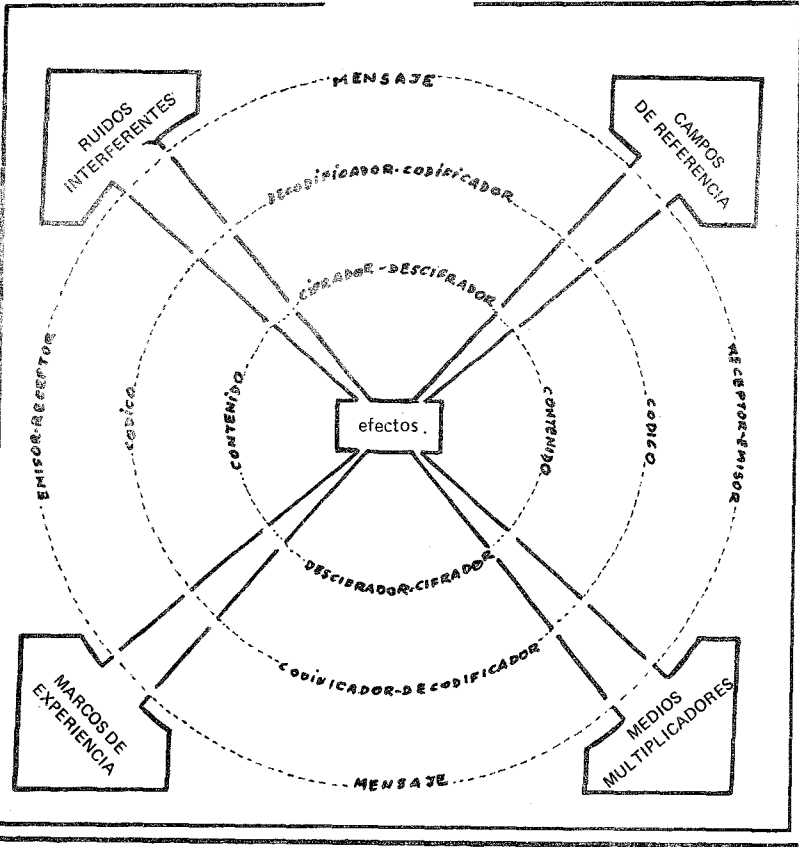 MENSAJE
RUIDOS
INTERFERENTES
CAMPOS
DE REFERENCIA
DECODIFICADOR-CODIFICADOR
CIFRADOR-DESCIFRADOR
EMISOR-RECEPTOR
CODIGO
CONTENIDO
efectos.
CONTENIDO
CODIGO
RECEPTOR-EMISOR
DESCIFRADOR-CIFRADOR
CODIFICADOR-DECODIFICADOR
MARCOS DE
EXPERIENCIA
MEDIOS
MULTIPLICADORES
MENSAJE